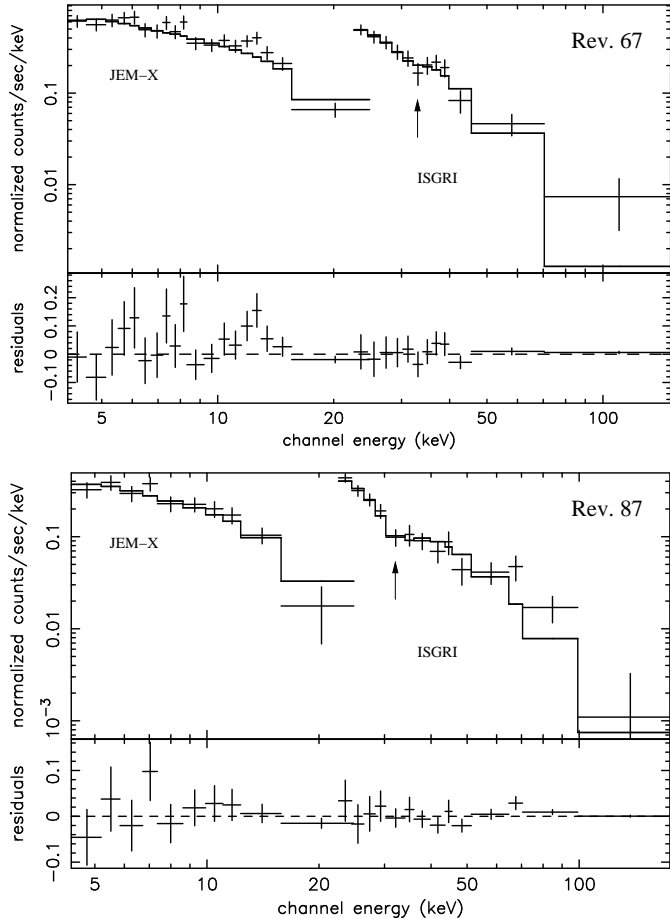 Rev. 67
JEM–X
ISGRI
normalized counts/sec/keV
0.1
0.01
residuals
−0.1 0 0.1 0.2
5 10 20 50 100
channel energy (keV)
Rev. 87
JEM–X
ISGRI
normalized counts/sec/keV
0.1
0.01
10⁻³
residuals
0.1
0
−0.1
5 10 20 50 100
channel energy (keV)